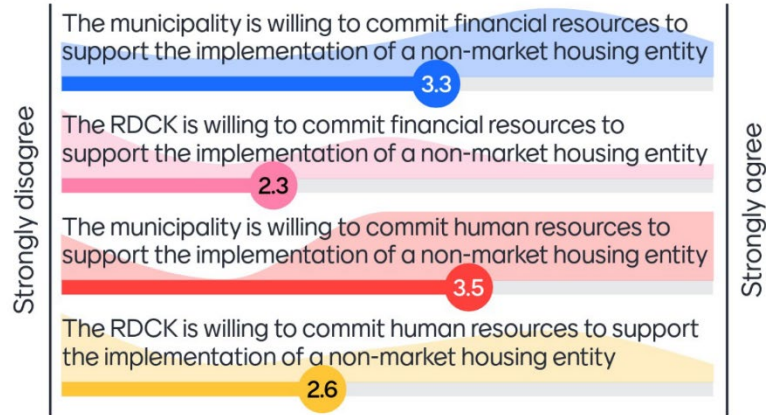 The municipality is willing to commit financial resources to
support the implementation of a non-market housing entity
3.3
The RDCK is willing to commit financial resources to
support the implementation of a non-market housing entity
2.3
The municipality is willing to commit human resources to
support the implementation of a non-market housing entity
3.5
The RDCK is willing to commit human resources to support
the implementation of a non-market housing entity
2.6
Strongly disagree
Strongly agree